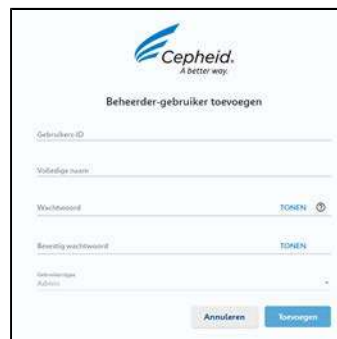 Cepheid.
A better way.
Beheerder-gebruiker toevoegen
Gebruikers-ID
Volledige naam
Wachtwoord TONEN
Bevestig wachtwoord TONEN
Gebruikerstype
Admin
Annuleren Toevoegen